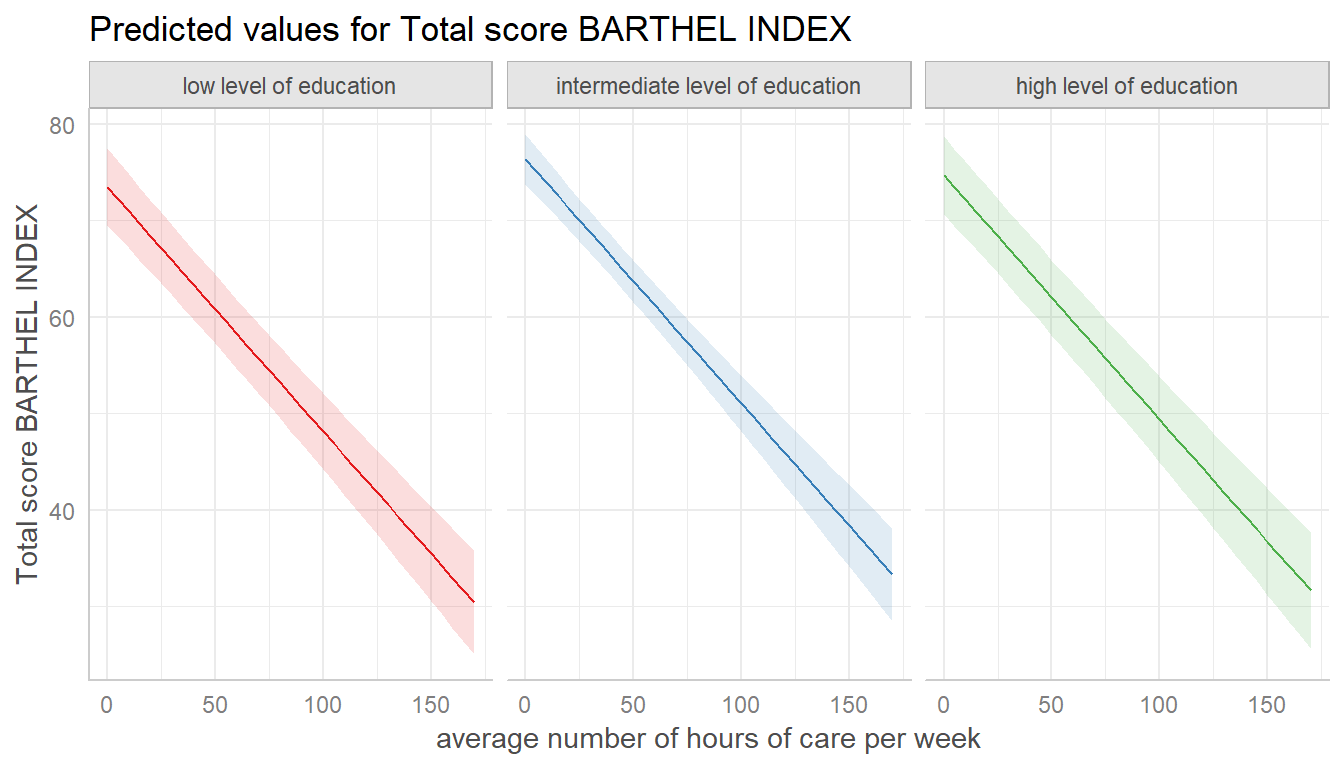 Predicted values for Total score BARTHEL INDEX
low level of education
intermediate level of education
high level of education
Total score BARTHEL INDEX
80
60
40
0 50 100 150
0 50 100 150
0 50 100 150
average number of hours of care per week